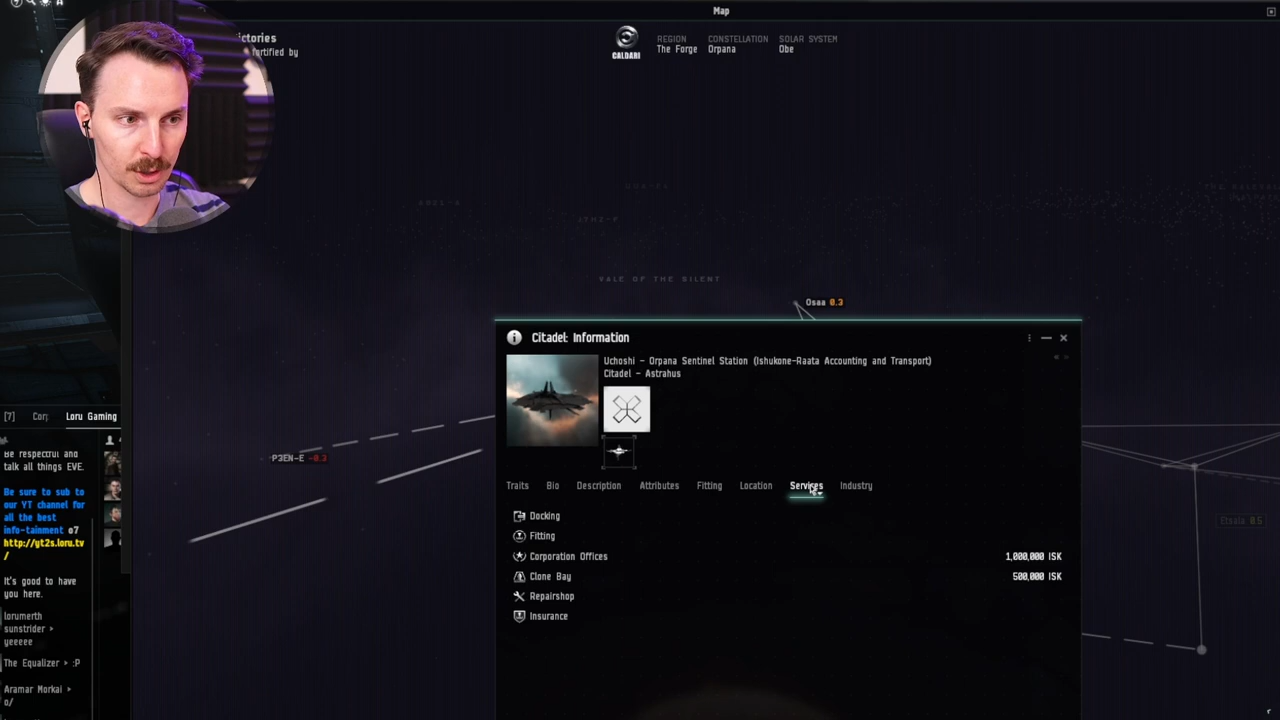 Map
ictories
fortified by
CALDARI
REGION
The Forge
CONSTELLATION
Orpana
SOLAR SYSTEM
Obe
VALE OF THE SILENT
Osaa 0.3
Citadel: Information
Uchoshi - Orpana Sentinel Station (Ishukone-Raata Accounting and Transport)
Citadel - Astrahus
P3EN-E -0.3
Traits Bio Description Attributes Fitting Location Services Industry
Docking
Fitting
Corporation Offices 1,000,000 ISK
Clone Bay 500,000 ISK
Repairshop
Insurance
Etsala 0.5
[7] Cor Loru Gaming
Be respectful and
talk all things
EVE.
Be sure to sub to
our YT channel for
all the best
info-tainment o7
http://yt2s.loru.tv
/
It's good to have
you here.
lorumerth
sunstrider >
yeeeee
The Equalizer > :P
Aramar Morkai >
o/